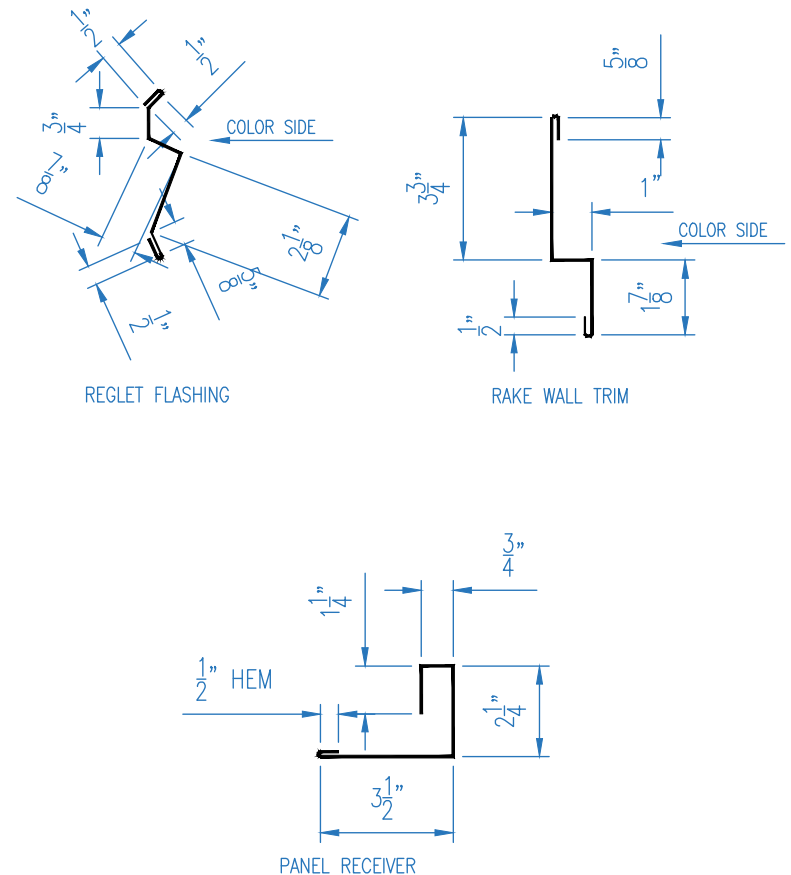 1/2"
1/2"
3/4"
COLOR SIDE
7/8"
2 1/8"
5/8"
1/2"
REGLET FLASHING
5/8"
3 3/4"
1"
COLOR SIDE
1 7/8"
1/2"
RAKE WALL TRIM
3/4"
1 1/4"
1/2" HEM
2 1/4"
3 1/2"
PANEL RECEIVER